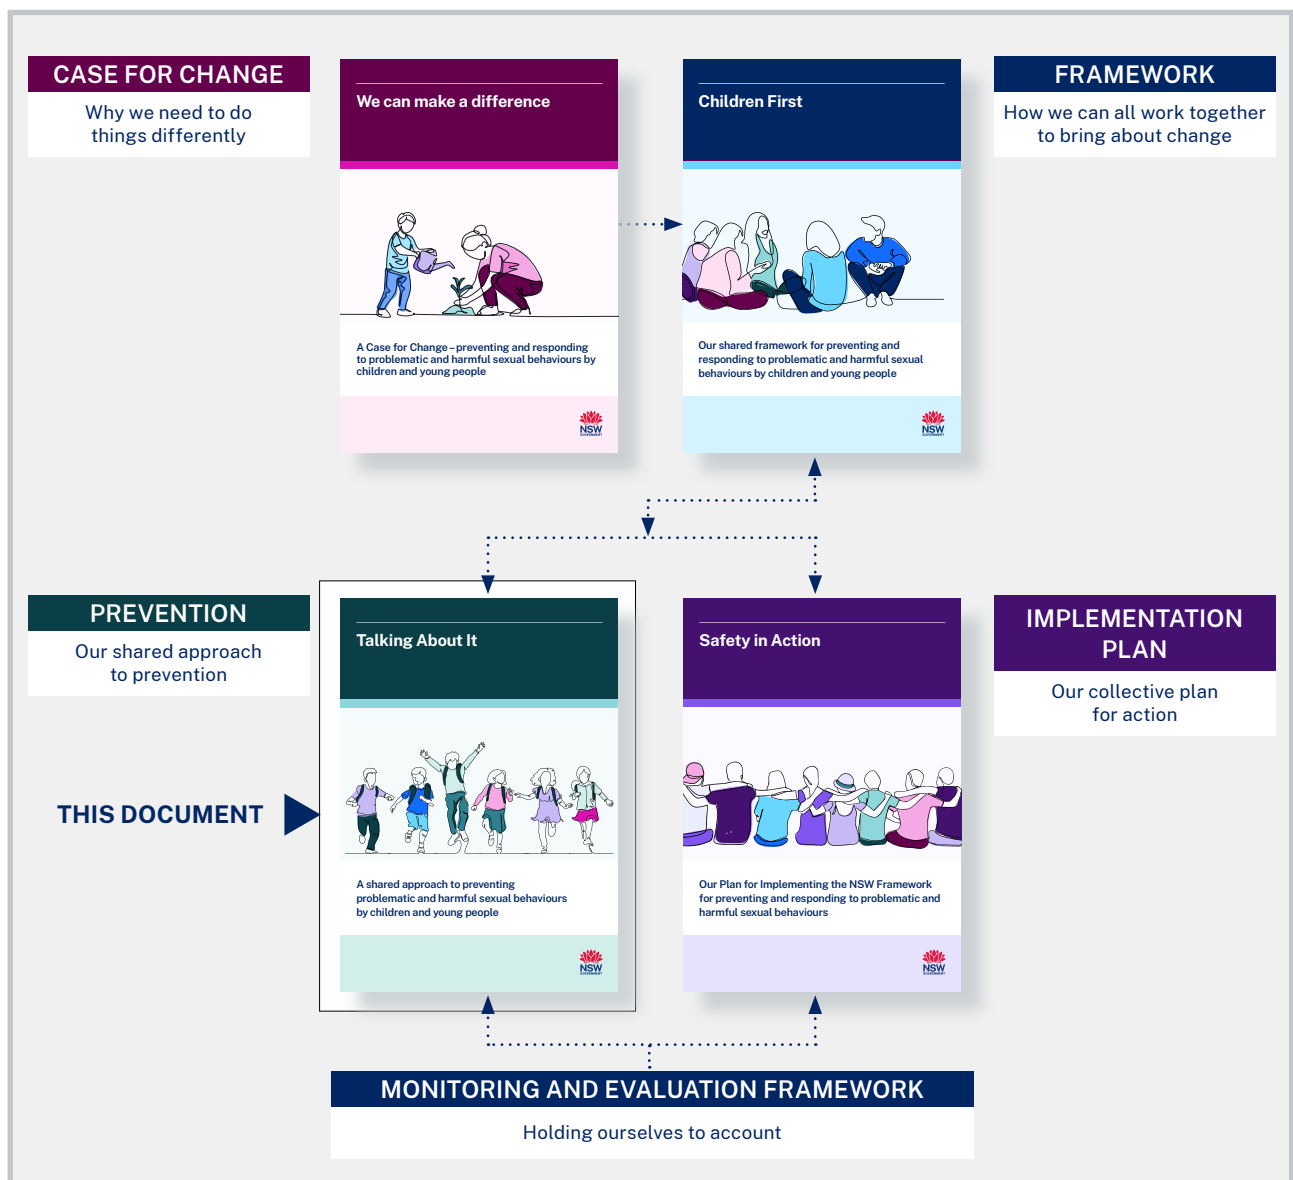 CASE FOR CHANGE
Why we need to do
things differently
We can make a difference
A Case for Change – preventing and responding
to problematic and harmful sexual behaviours by
children and young people
NSW
GOVERNMENT
Children First
Our shared framework for preventing and
responding to problematic and harmful sexual
behaviours by children and young people
NSW
GOVERNMENT
FRAMEWORK
How we can all work together
to bring about change
PREVENTION
Our shared approach
to prevention
THIS DOCUMENT
Talking About It
A shared approach to preventing
problematic and harmful sexual behaviours
by children and young people
NSW
GOVERNMENT
Safety in Action
Our Plan for Implementing the NSW Framework
for preventing and responding to problematic and
harmful sexual behaviours
NSW
GOVERNMENT
IMPLEMENTATION
PLAN
Our collective plan
for action
MONITORING AND EVALUATION FRAMEWORK
Holding ourselves to account